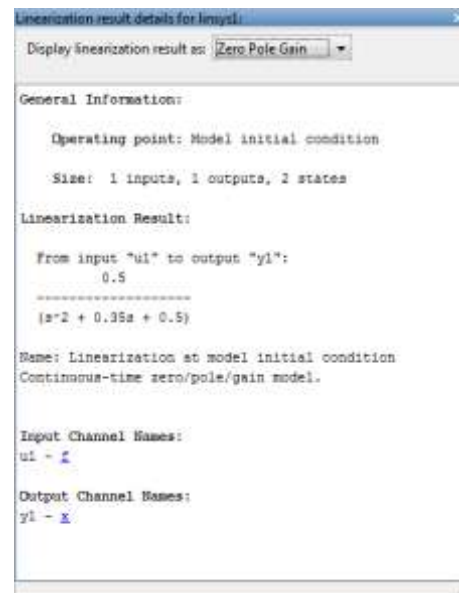 Linearization result details for linsys1:
Display linearization result as: Zero Pole Gain
General Information:
Operating point: Model initial condition
Size: 1 inputs, 1 outputs, 2 states
Linearization Result:
From input "u1" to output "y1":
0.5
--------------------
(s^2 + 0.35s + 0.5)
Name: Linearization at model initial condition
Continuous-time zero/pole/gain model.
Input Channel Names:
u1 - f
Output Channel Names:
y1 - x